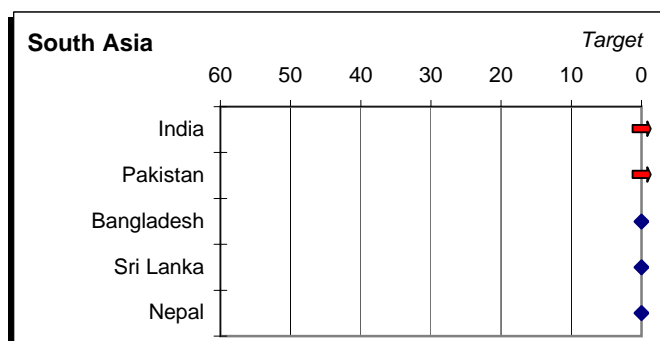 South Asia
Target
60 50 40 30 20 10 0
India
Pakistan
Bangladesh
Sri Lanka
Nepal